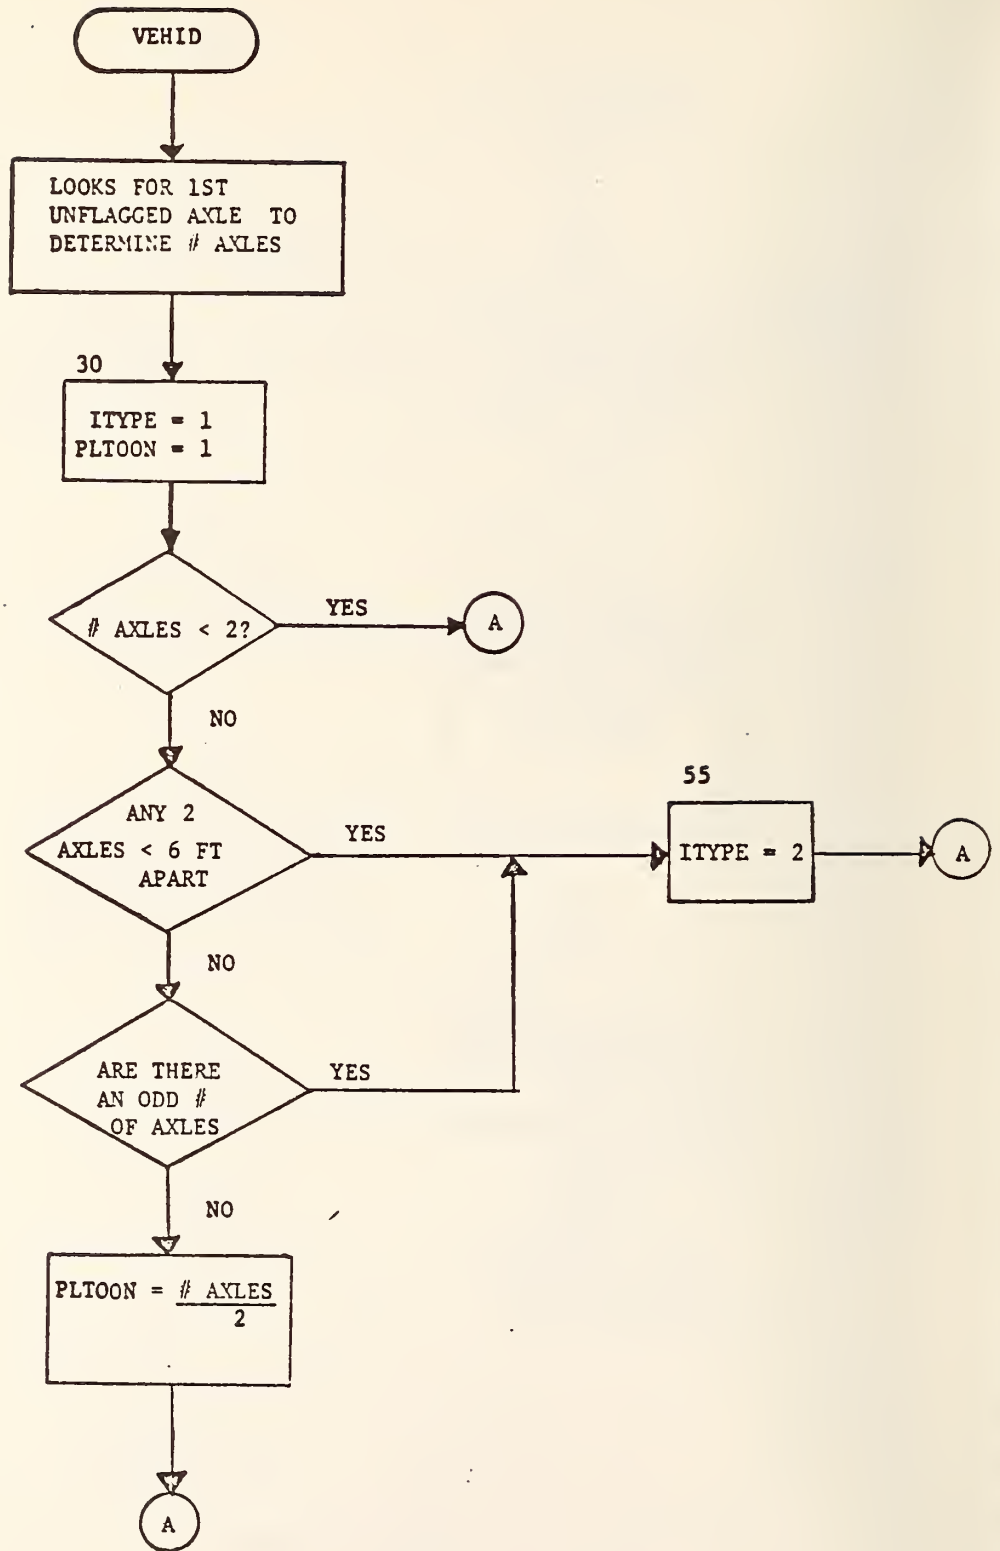 VEHID
LOOKS FOR 1ST
UNFLAGGED AXLE TO
DETERMINE # AXLES
30
ITYPE = 1
PLTOON = 1
# AXLES < 2?
YES
A
NO
ANY 2
AXLES < 6 FT
APART
YES
55
ITYPE = 2
A
NO
ARE THERE
AN ODD #
OF AXLES
YES
NO
PLTOON = # AXLES
2
A